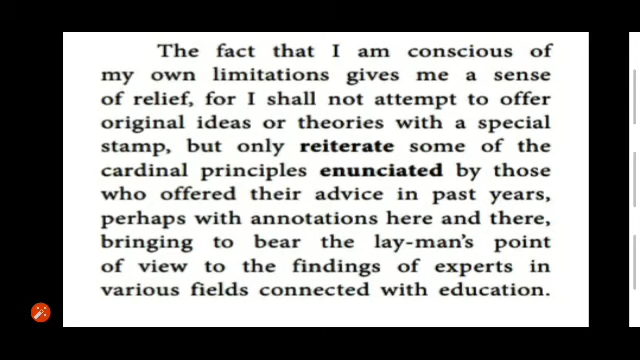 The fact that I am conscious of
my own limitations gives me a sense
of relief, for I shall not attempt to offer
original ideas or theories with a special
stamp, but only reiterate some of the
cardinal principles enunciated by those
who offered their advice in past years,
perhaps with annotations here and there,
bringing to bear the lay-man's point
of view to the findings of experts in
various fields connected with education.